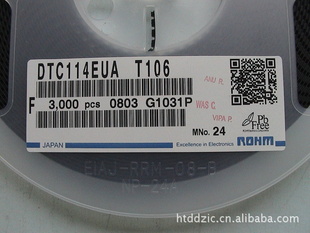 DTC114EUA T106
F 3,000 pcs 0803 G1031P
MNo. 24
Pb
Free
JAPAN
Excellence in Electronics
ROHM
EIAJ-RRM-08-B
htddzic.cn.alibaba.com